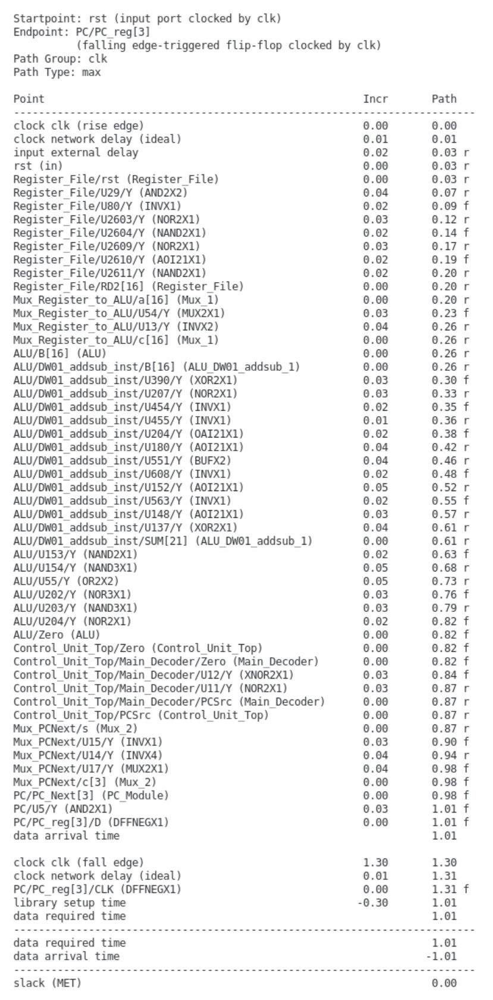 Startpoint: rst (input port clocked by clk)
Endpoint: PC/PC_reg[3]
(falling edge-triggered flip-flop clocked by clk)
Path Group: clk
Path Type: max
Point Incr Path
---------------------------------------------------------------------------
clock clk (rise edge) 0.00 0.00
clock network delay (ideal) 0.01 0.01
input external delay 0.02 0.03 r
rst (in) 0.00 0.03 r
Register_File/rst (Register_File) 0.00 0.03 r
Register_File/U29/Y (AND2X2) 0.04 0.07 r
Register_File/U80/Y (INVX1) 0.02 0.09 f
Register_File/U2603/Y (NOR2X1) 0.03 0.12 r
Register_File/U2604/Y (NAND2X1) 0.02 0.14 f
Register_File/U2609/Y (NOR2X1) 0.03 0.17 r
Register_File/U2610/Y (AOI21X1) 0.02 0.19 f
Register_File/U2611/Y (NAND2X1) 0.02 0.20 r
Register_File/RD2[16] (Register_File) 0.00 0.20 r
Mux_Register_to_ALU/a[16] (Mux_1) 0.00 0.20 r
Mux_Register_to_ALU/U54/Y (MUX2X1) 0.03 0.23 f
Mux_Register_to_ALU/U13/Y (INVX2) 0.04 0.26 r
Mux_Register_to_ALU/c[16] (Mux_1) 0.00 0.26 r
ALU/B[16] (ALU) 0.00 0.26 r
ALU/DW01_addsub_inst/B[16] (ALU_DW01_addsub_1) 0.00 0.26 r
ALU/DW01_addsub_inst/U390/Y (XOR2X1) 0.03 0.30 f
ALU/DW01_addsub_inst/U207/Y (NOR2X1) 0.03 0.33 r
ALU/DW01_addsub_inst/U454/Y (INVX1) 0.02 0.35 f
ALU/DW01_addsub_inst/U455/Y (INVX1) 0.01 0.36 r
ALU/DW01_addsub_inst/U204/Y (OAI21X1) 0.02 0.38 f
ALU/DW01_addsub_inst/U180/Y (AOI21X1) 0.04 0.42 r
ALU/DW01_addsub_inst/U551/Y (BUFX2) 0.04 0.46 r
ALU/DW01_addsub_inst/U608/Y (INVX1) 0.02 0.48 f
ALU/DW01_addsub_inst/U152/Y (AOI21X1) 0.05 0.52 r
ALU/DW01_addsub_inst/U563/Y (INVX1) 0.02 0.55 f
ALU/DW01_addsub_inst/U148/Y (AOI21X1) 0.03 0.57 r
ALU/DW01_addsub_inst/U137/Y (XOR2X1) 0.04 0.61 r
ALU/DW01_addsub_inst/SUM[21] (ALU_DW01_addsub_1) 0.00 0.61 r
ALU/U153/Y (NAND2X1) 0.02 0.63 f
ALU/U154/Y (NAND3X1) 0.05 0.68 r
ALU/U55/Y (OR2X2) 0.05 0.73 r
ALU/U202/Y (NOR3X1) 0.03 0.76 f
ALU/U203/Y (NAND3X1) 0.03 0.79 r
ALU/U204/Y (NOR2X1) 0.02 0.82 f
ALU/Zero (ALU) 0.00 0.82 f
Control_Unit_Top/Zero (Control_Unit_Top) 0.00 0.82 f
Control_Unit_Top/Main_Decoder/Zero (Main_Decoder) 0.00 0.82 f
Control_Unit_Top/Main_Decoder/U12/Y (XNOR2X1) 0.03 0.84 f
Control_Unit_Top/Main_Decoder/U11/Y (NOR2X1) 0.03 0.87 r
Control_Unit_Top/Main_Decoder/PCSrc (Main_Decoder) 0.00 0.87 r
Control_Unit_Top/PCSrc (Control_Unit_Top) 0.00 0.87 r
Mux_PCNext/s (Mux_2) 0.00 0.87 r
Mux_PCNext/U15/Y (INVX1) 0.03 0.90 f
Mux_PCNext/U14/Y (INVX4) 0.04 0.94 r
Mux_PCNext/U17/Y (MUX2X1) 0.04 0.98 f
Mux_PCNext/c[3] (Mux_2) 0.00 0.98 f
PC/PC_Next[3] (PC_Module) 0.00 0.98 f
PC/U5/Y (AND2X1) 0.03 1.01 f
PC/PC_reg[3]/D (DFFNEGX1) 0.00 1.01 f
data arrival time 1.01
clock clk (fall edge) 1.30 1.30
clock network delay (ideal) 0.01 1.31
PC/PC_reg[3]/CLK (DFFNEGX1) 0.00 1.31 f
library setup time -0.30 1.01
data required time 1.01
---------------------------------------------------------------------------
data required time 1.01
data arrival time -1.01
---------------------------------------------------------------------------
slack (MET) 0.00